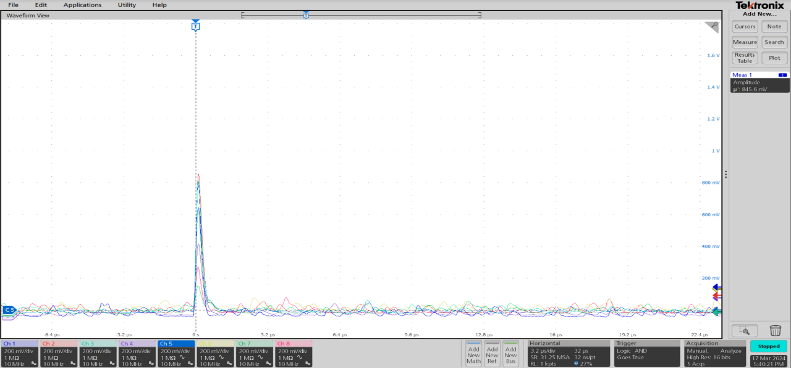 File Edit Applications Utility Help
Tektronix
Waveform View
Add New...
Cursors Note
Measure Search
Results Table Plot
Meas 1
Amplitude
1.6 V
1.4 V
1.2 V
1 V
800 mV
600 mV
400 mV
200 mV
C 5
-6.4 µs -3.2 µs 0 s 3.2 µs 6.4 µs 9.6 µs 12.8 µs 16 µs 19.2 µs 22.4 µs
Ch 1 Ch 2 Ch 3 Ch 4 Ch 5 Ch 7 Ch 8
200 mV/div 200 mV/div 200 mV/div 200 mV/div 200 mV/div 200 mV/div 200 mV/div 200 mV/div
1 MΩ 1 MΩ 1 MΩ 1 MΩ 1 MΩ 1 MΩ 1 MΩ 1 MΩ
10 MHz 10 MHz 10 MHz 10 MHz 10 MHz 10 MHz 10 MHz 10 MHz
Add New Math
Add New Ref
Add New Bus
Horizontal
3.2 µs/div 32 µs
SR: 31.25 MS/s 32 ns/pt
RL: 1 kpts 27%
Trigger
Logic AND
Goes True
Acquisition
Manual, Analyze
High Res: 16 bits
Stopped
17 Mar 2024
5:40:21 PM